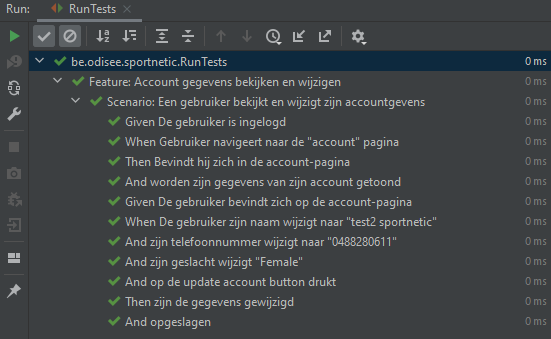 Run: RunTests
be.odisee.sportnetic.RunTests 0 ms
Feature: Account gegevens bekijken en wijzigen 0 ms
Scenario: Een gebruiker bekijkt en wijzigt zijn accountgevens 0 ms
Given De gebruiker is ingelogd 0 ms
When Gebruiker navigeert naar de "account" pagina 0 ms
Then Bevindt hij zich in de account-pagina 0 ms
And worden zijn gegevens van zijn account getoond 0 ms
Given De gebruiker bevindt zich op de account-pagina 0 ms
When De gebruiker zijn naam wijzigt naar "test2 sportnetic" 0 ms
And zijn telefoonnummer wijzigt naar "0488280611" 0 ms
And zijn geslacht wijzigt "Female" 0 ms
And op de update account button drukt 0 ms
Then zijn de gegevens gewijzigd 0 ms
And opgeslagen 0 ms